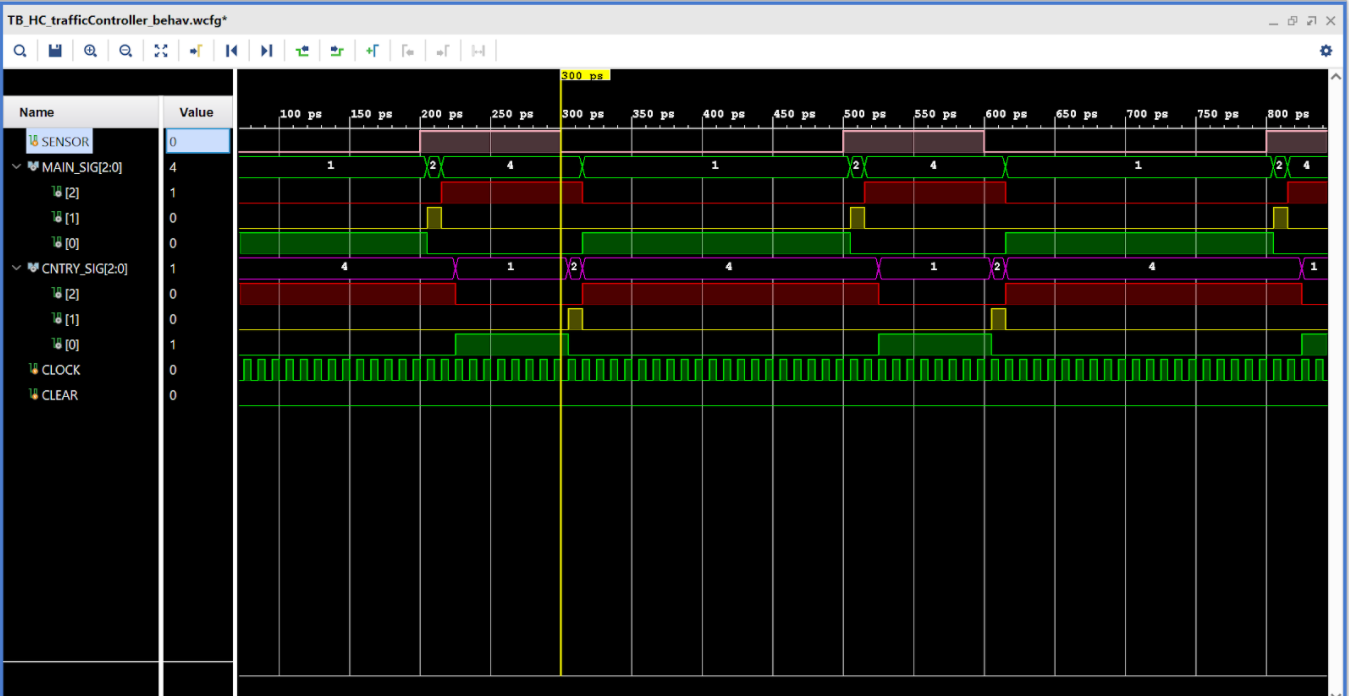 TB_HC_trafficController_behav.wcfg*
300 ps
Name Value 100 ps 150 ps 200 ps 250 ps 300 ps 350 ps 400 ps 450 ps 500 ps 550 ps 600 ps 650 ps 700 ps 750 ps 800 ps
SENSOR 0
MAIN_SIG[2:0] 4 1 2 4 1 2 4 1 2 4
[2] 1
[1] 0
[0] 0
CNTRY_SIG[2:0] 1 4 1 2 4 1 2 4 1
[2] 0
[1] 0
[0] 1
CLOCK 0
CLEAR 0